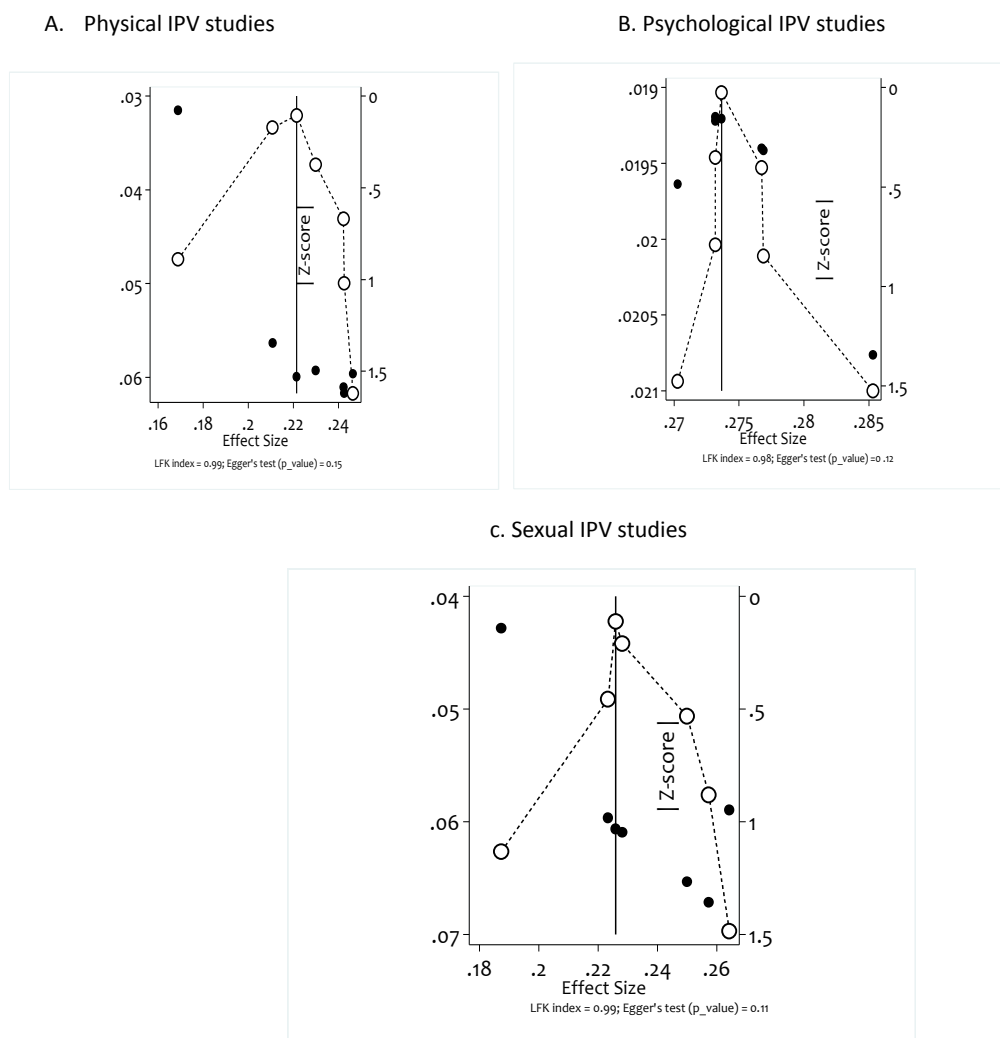 A. Physical IPV studies
B. Psychological IPV studies
.03
.04
.05
.06
0
.5
1
1.5
| Z-score |
.16 .18 .2 .22 .24
Effect Size
LFK index = 0.99; Egger's test (p_value) = 0.15
.019
.0195
.02
.0205
.021
0
.5
1
1.5
| Z-score |
.27 .275 .28 .285
Effect Size
LFK index = 0.98; Egger's test (p_value) =0 .12
c. Sexual IPV studies
.04
.05
.06
.07
0
.5
1
1.5
| Z-score |
.18 .2 .22 .24 .26
Effect Size
LFK index = 0.99; Egger's test (p_value) = 0.11